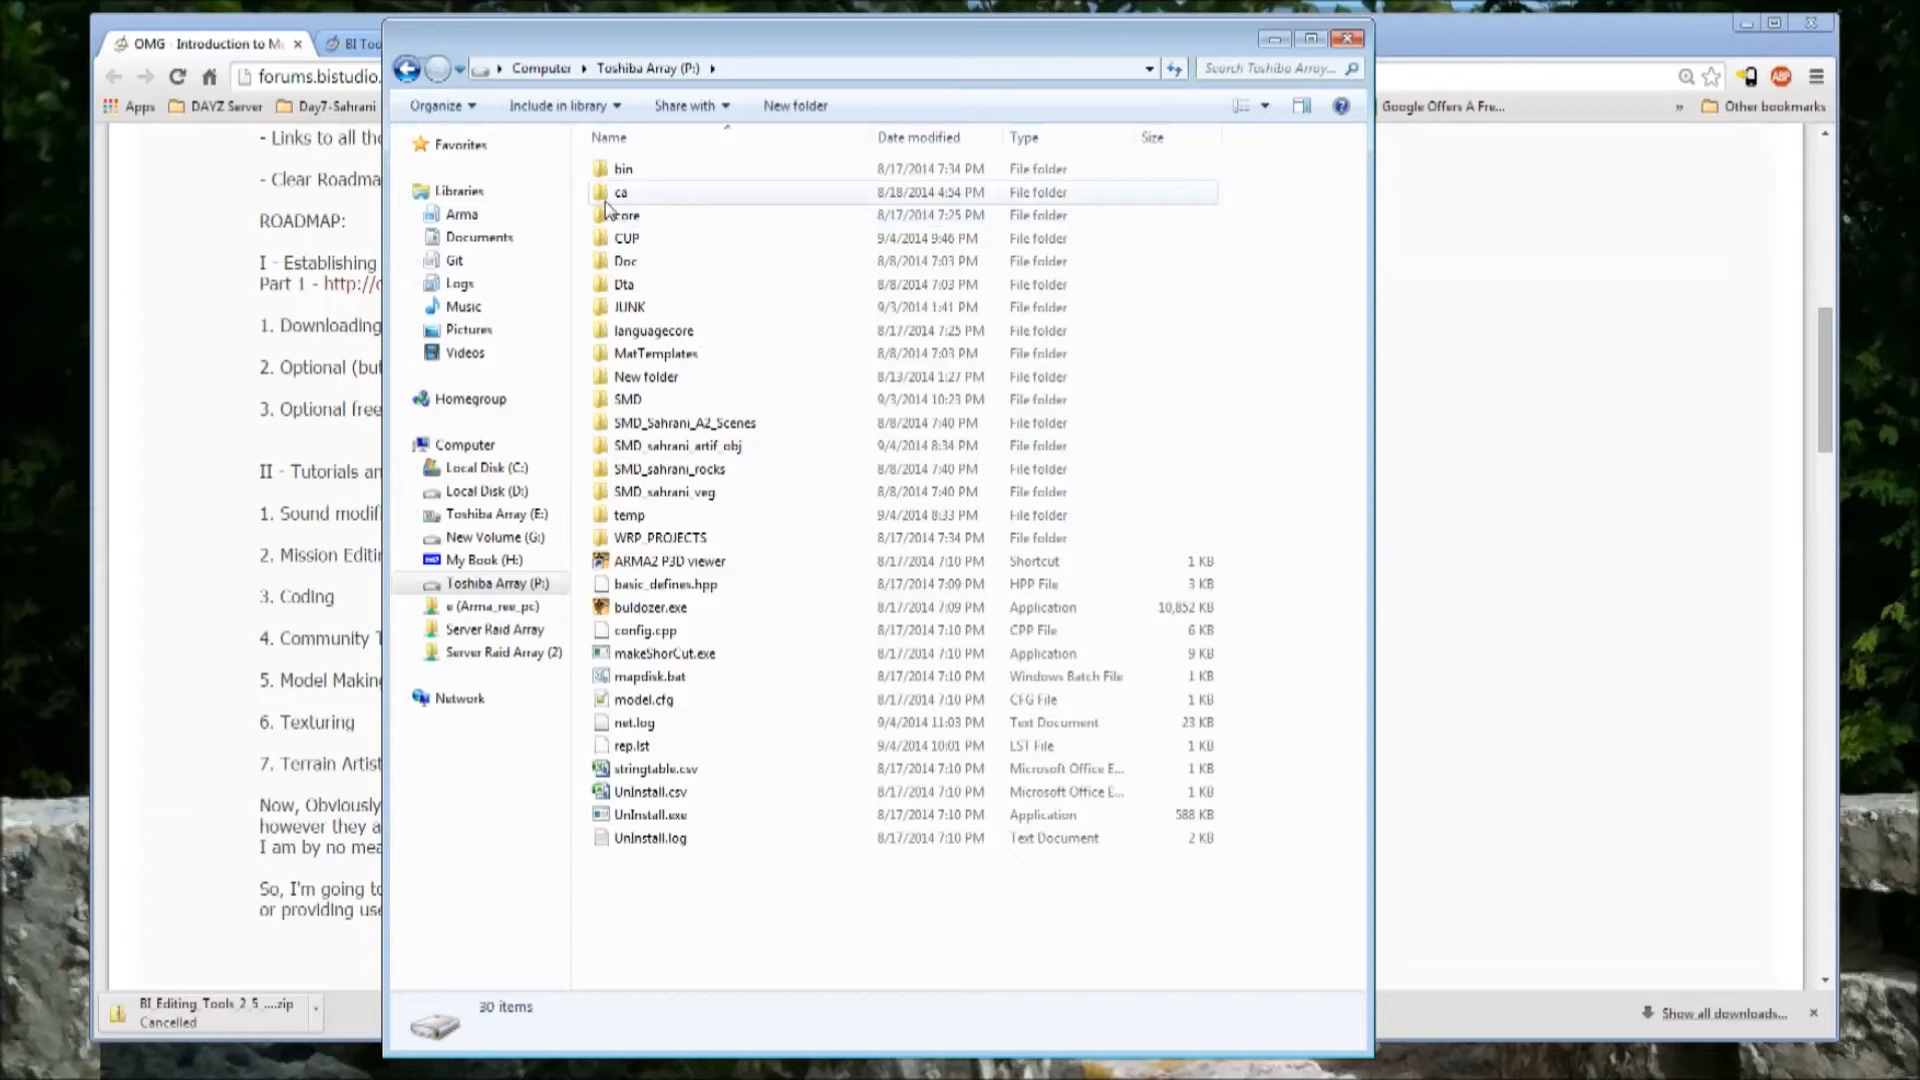 OMG - Introduction to M
BI Too
forums.bistudio.
Apps
DAYZ Server
Day7-Sahrani
Google Offers A Fre...
»
Other bookmarks
ABP
- Links to all the
- Clear Roadma
ROADMAP:
I - Establishing
Part 1 - http://
1. Downloading
2. Optional (but
3. Optional free
II - Tutorials an
1. Sound modif
2. Mission Editin
3. Coding
4. Community T
5. Model Making
6. Texturing
7. Terrain Artist
Now, Obviously
however they a
I am by no mea
So, I'm going to
or providing use
BI_Editing_Tools_2_5_....zip
Cancelled
Show all downloads...
Computer
Toshiba Array (P:)
Search Toshiba Array...
Organize
Include in library
Share with
New folder
Favorites
Libraries
Arma
Documents
Git
Logs
Music
Pictures
Videos
Homegroup
Computer
Local Disk (C:)
Local Disk (D:)
Toshiba Array (E:)
New Volume (G:)
My Book (H:)
Toshiba Array (P:)
e (Arma_ree_pc)
Server Raid Array
Server Raid Array (2)
Network
Name Date modified Type Size
bin 8/17/2014 7:34 PM File folder
ca 8/18/2014 4:54 PM File folder
core 8/17/2014 7:25 PM File folder
CUP 9/4/2014 9:46 PM File folder
Doc 8/8/2014 7:03 PM File folder
Dta 8/8/2014 7:03 PM File folder
JUNK 9/3/2014 1:41 PM File folder
languagecore 8/17/2014 7:25 PM File folder
MatTemplates 8/8/2014 7:03 PM File folder
New folder 8/13/2014 1:27 PM File folder
SMD 9/3/2014 10:23 PM File folder
SMD_Sahrani_A2_Scenes 8/8/2014 7:40 PM File folder
SMD_sahrani_artif_obj 9/4/2014 8:34 PM File folder
SMD_sahrani_rocks 8/8/2014 7:40 PM File folder
SMD_sahrani_veg 8/8/2014 7:40 PM File folder
temp 9/4/2014 8:33 PM File folder
WRP_PROJECTS 8/17/2014 7:34 PM File folder
ARMA2 P3D viewer 8/17/2014 7:10 PM Shortcut 1 KB
basic_defines.hpp 8/17/2014 7:09 PM HPP File 3 KB
buldozer.exe 8/17/2014 7:09 PM Application 10,852 KB
config.cpp 8/17/2014 7:10 PM CPP File 6 KB
makeShorCut.exe 8/17/2014 7:10 PM Application 9 KB
mapdisk.bat 8/17/2014 7:10 PM Windows Batch File 1 KB
model.cfg 8/17/2014 7:10 PM CFG File 1 KB
net.log 9/4/2014 11:03 PM Text Document 23 KB
rep.lst 9/4/2014 10:01 PM LST File 1 KB
stringtable.csv 8/17/2014 7:10 PM Microsoft Office E... 1 KB
UnInstall.csv 8/17/2014 7:10 PM Microsoft Office E... 1 KB
UnInstall.exe 8/17/2014 7:10 PM Application 588 KB
UnInstall.log 8/17/2014 7:10 PM Text Document 2 KB
30 items